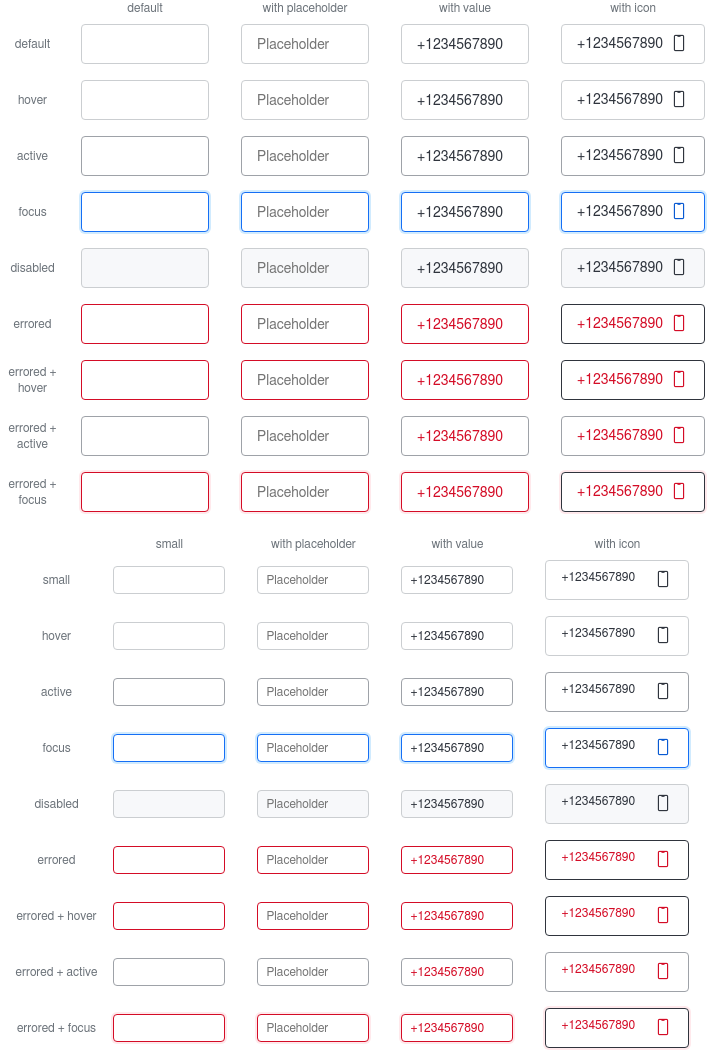 default with placeholder with value with icon
default Placeholder +1234567890 +1234567890
hover Placeholder +1234567890 +1234567890
active Placeholder +1234567890 +1234567890
focus Placeholder +1234567890 +1234567890
disabled Placeholder +1234567890 +1234567890
errored Placeholder +1234567890 +1234567890
errored +
hover Placeholder +1234567890 +1234567890
errored +
active Placeholder +1234567890 +1234567890
errored +
focus Placeholder +1234567890 +1234567890
small with placeholder with value with icon
small Placeholder +1234567890 +1234567890
hover Placeholder +1234567890 +1234567890
active Placeholder +1234567890 +1234567890
focus Placeholder +1234567890 +1234567890
disabled Placeholder +1234567890 +1234567890
errored Placeholder +1234567890 +1234567890
errored + hover Placeholder +1234567890 +1234567890
errored + active Placeholder +1234567890 +1234567890
errored + focus Placeholder +1234567890 +1234567890